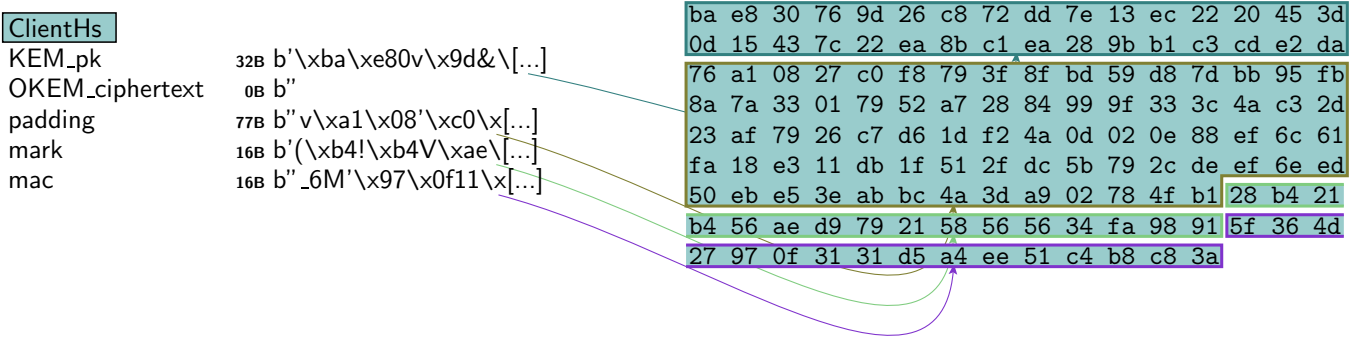 ClientHs
KEM_pk 32B b'\xba\xe80v\x9d&\[...]
OKEM_ciphertext 0B b''
padding 77B b"v\xa1\x08'\xc0\x[...]
mark 16B b'(\xb4!\xb4V\xae\[...]
mac 16B b"_6M'\x97\x0f11\x[...]
ba e8 30 76 9d 26 c8 72 dd 7e 13 ec 22 20 45 3d
0d 15 43 7c 22 ea 8b c1 ea 28 9b b1 c3 cd e2 da
76 a1 08 27 c0 f8 79 3f 8f bd 59 d8 7d bb 95 fb
8a 7a 33 01 79 52 a7 28 84 99 9f 33 3c 4a c3 2d
23 af 79 26 c7 d6 1d f2 4a 0d 02 0e 88 ef 6c 61
fa 18 e3 11 db 1f 51 2f dc 5b 79 2c de ef 6e ed
50 eb e5 3e ab bc 4a 3d a9 02 78 4f b1 28 b4 21
b4 56 ae d9 79 21 58 56 56 34 fa 98 91 5f 36 4d
27 97 0f 31 31 d5 a4 ee 51 c4 b8 c8 3a